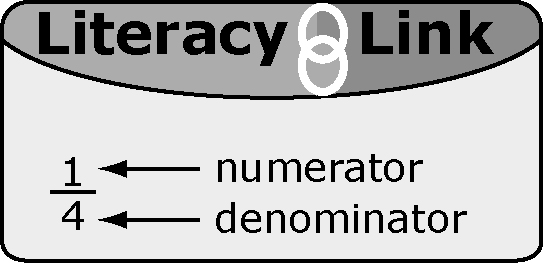 Literacy Link
1 numerator
4 denominator